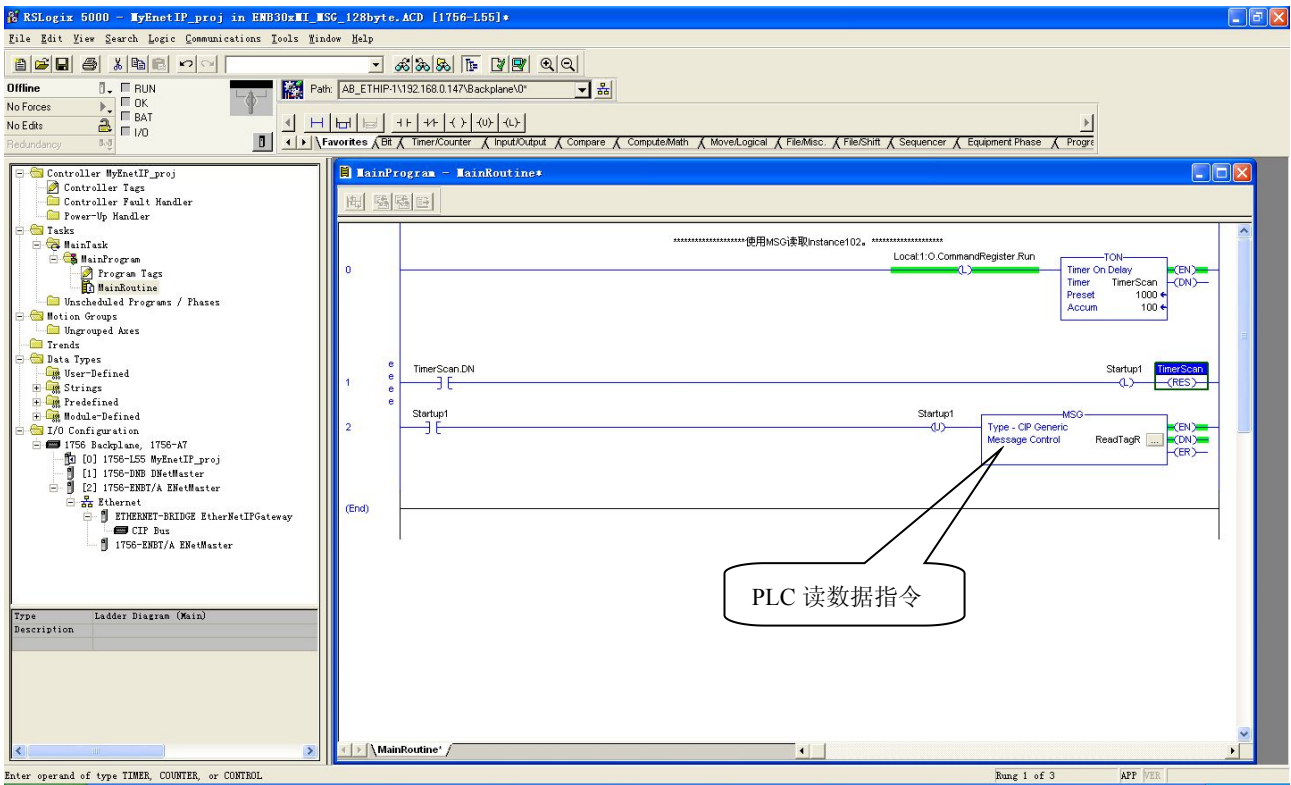 RSLogix 5000 - MyEnetIP_proj in ENB30xMI_MSG_128byte.ACD [1756-L55]*
File Edit View Search Logic Communications Tools Window Help
Offline
RUN
Path: AB_ETHIP-1\192.168.0.147\Backplane\0*
No Forces
OK
No Edits
BAT
Redundancy
I/O
Favorites Bit Timer/Counter Input/Output Compare Compute/Math Move/Logical File/Misc. File/Shift Sequencer Equipment Phase Progra
Controller MyEnetIP_proj
Controller Tags
Controller Fault Handler
Power-Up Handler
Tasks
MainTask
MainProgram
Program Tags
MainRoutine
Unscheduled Programs / Phases
Motion Groups
Ungrouped Axes
Trends
Data Types
User-Defined
Strings
Predefined
Module-Defined
I/O Configuration
1756 Backplane, 1756-A7
[0] 1756-L55 MyEnetIP_proj
[1] 1756-DNB DNetMaster
[2] 1756-ENBT/A ENetMaster
Ethernet
ETHERNET-BRIDGE EtherNetIPGateway
CIP Bus
1756-ENBT/A ENetMaster
Type Ladder Diagram (Main)
Description
MainProgram - MainRoutine*
********************使用MSG读取Instance102。********************
Local:1:O.CommandRegister.Run
0
(L)
TON
Timer On Delay
Timer TimerScan
Preset 1000
Accum 100
(EN)
(DN)
e
e
e
e
1
TimerScan.DN
Startup1
(L)
TimerScan
(RES)
2
Startup1
Startup1
(U)
MSG
Type - CIP Generic
Message Control ReadTagR ...
(EN)
(DN)
(ER)
(End)
PLC 读数据指令
MainRoutine*
Enter operand of type TIMER, COUNTER, or CONTROL
Rung 1 of 3
APP
VER